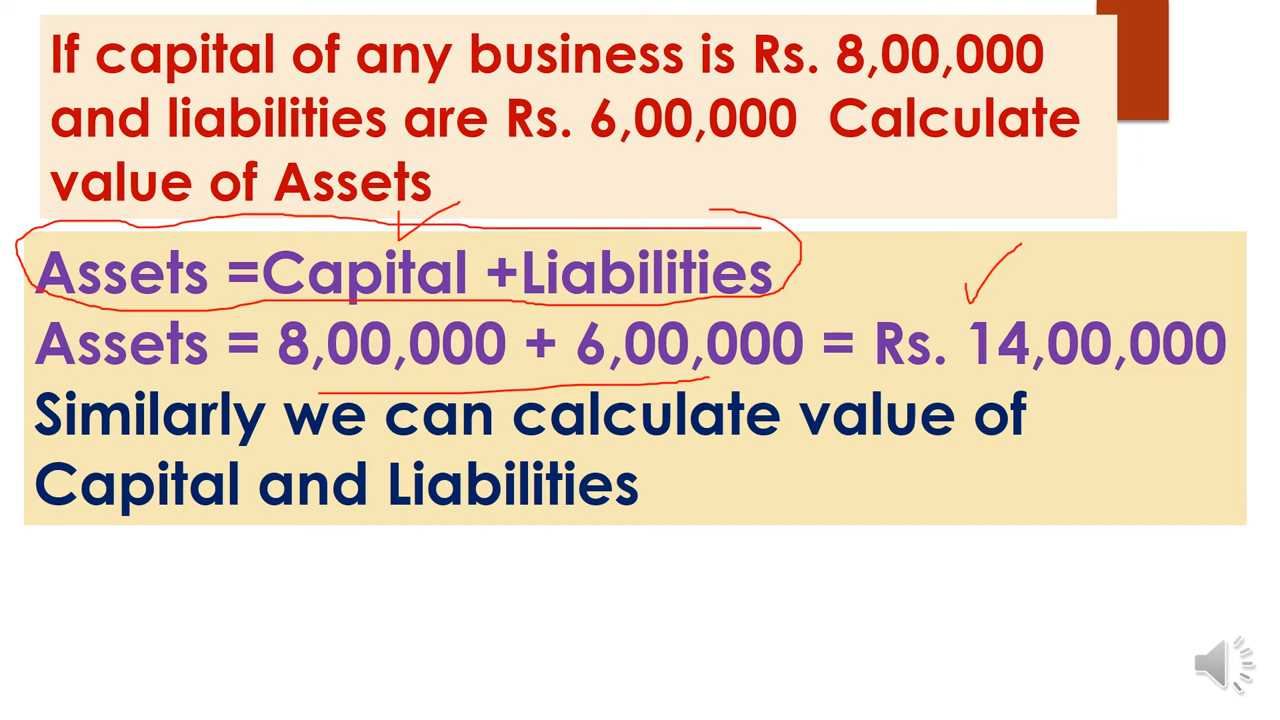 If capital of any business is Rs. 8,00,000
and liabilities are Rs. 6,00,000 Calculate
value of Assets
Assets =Capital +Liabilities
Assets = 8,00,000 + 6,00,000 = Rs. 14,00,000
Similarly we can calculate value of
Capital and Liabilities